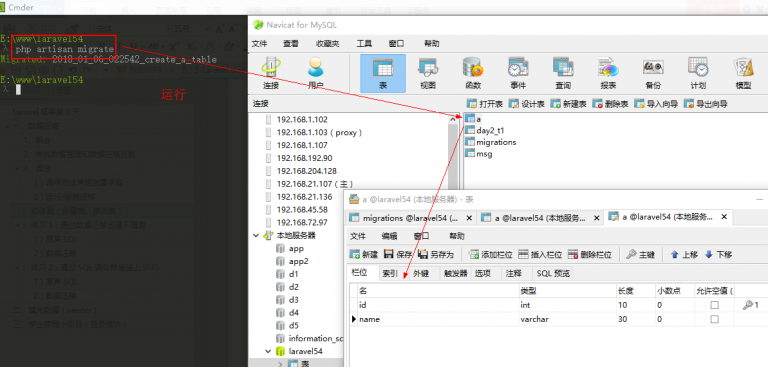 Cmder
E:\www\laravel54
λ php artisan migrate
Migrated: 2018_01_06_022542_create_a_table
E:\www\laravel54
λ
运行
Navicat for MySQL
文件 查看 收藏夹 工具 窗口 帮助
连接 用户 表 视图 函数 事件 查询 报表 备份 计划 模型
连接
打开表 设计表 新建表 删除表 导入向导 导出向导
192.168.1.102
192.168.1.103（proxy）
192.168.1.107
192.168.192.90
192.168.204.128
192.168.21.107（主）
192.168.21.136
192.168.45.58
192.168.72.97
本地服务器
app
app2
d1
d2
d3
d4
d5
information_sc
laravel54
表
a
day2_t1
migrations
msg
a @laravel54 (本地服务器) - 表
migrations @laravel54 (... a @laravel54 (本地服务... a @laravel54 (本地服务...
文件 编辑 窗口 帮助
新建 保存 另存为 添加栏位 插入栏位 删除栏位 主键 上移 下移
栏位 索引 外键 触发器 选项 注释 SQL 预览
名 类型 长度 小数点 允许空值 (
id int 10 0 1
name varchar 30 0